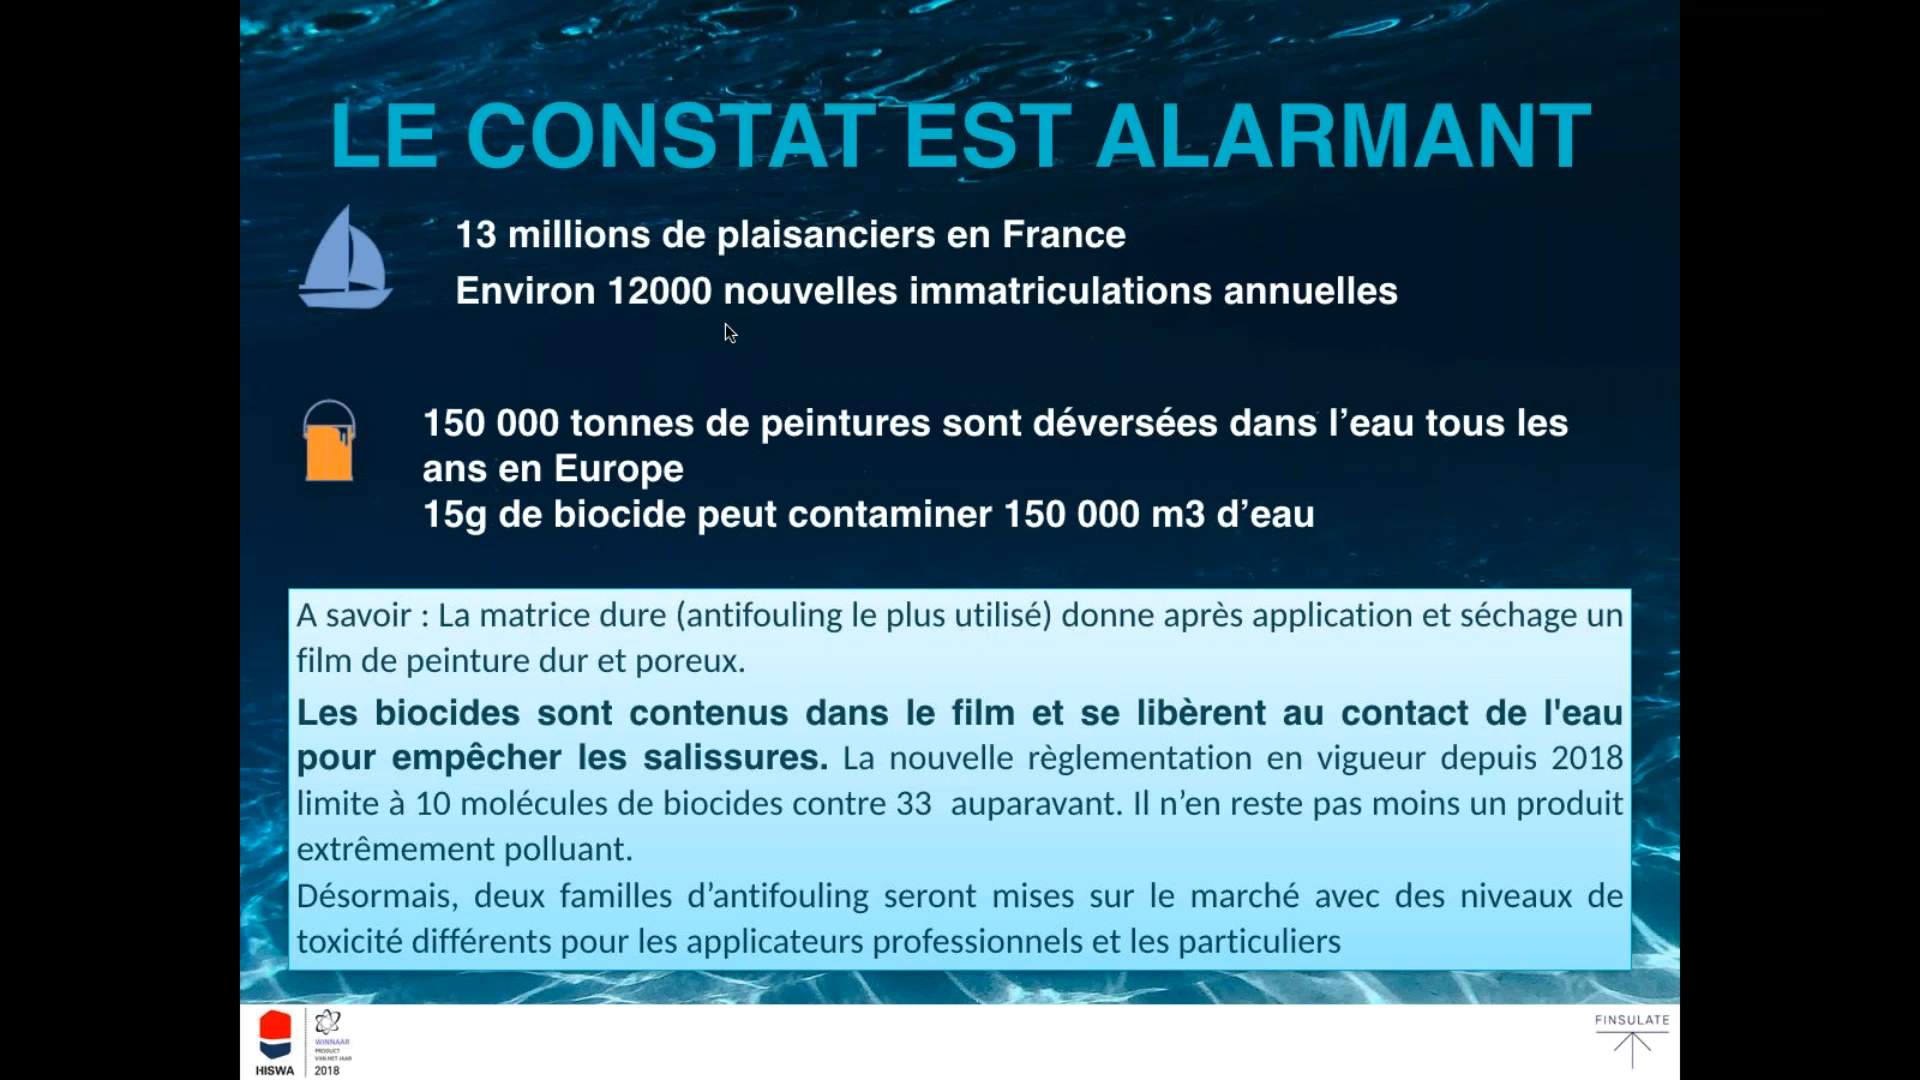 LE CONSTAT EST ALARMANT
13 millions de plaisanciers en France
Environ 12000 nouvelles immatriculations annuelles
150 000 tonnes de peintures sont déversées dans l’eau tous les
ans en Europe
15g de biocide peut contaminer 150 000 m3 d’eau
A savoir : La matrice dure (antifouling le plus utilisé) donne après application et séchage un
film de peinture dur et poreux.
Les biocides sont contenus dans le film et se libèrent au contact de l'eau
pour empêcher les salissures. La nouvelle règlementation en vigueur depuis 2018
limite à 10 molécules de biocides contre 33  auparavant. Il n’en reste pas moins un produit
extrêmement polluant.
Désormais, deux familles d’antifouling seront mises sur le marché avec des niveaux de
toxicité différents pour les applicateurs professionnels et les particuliers
WINNAAR
PRODUCT
VAN HET JAAR
HISWA 2018
FINSULATE